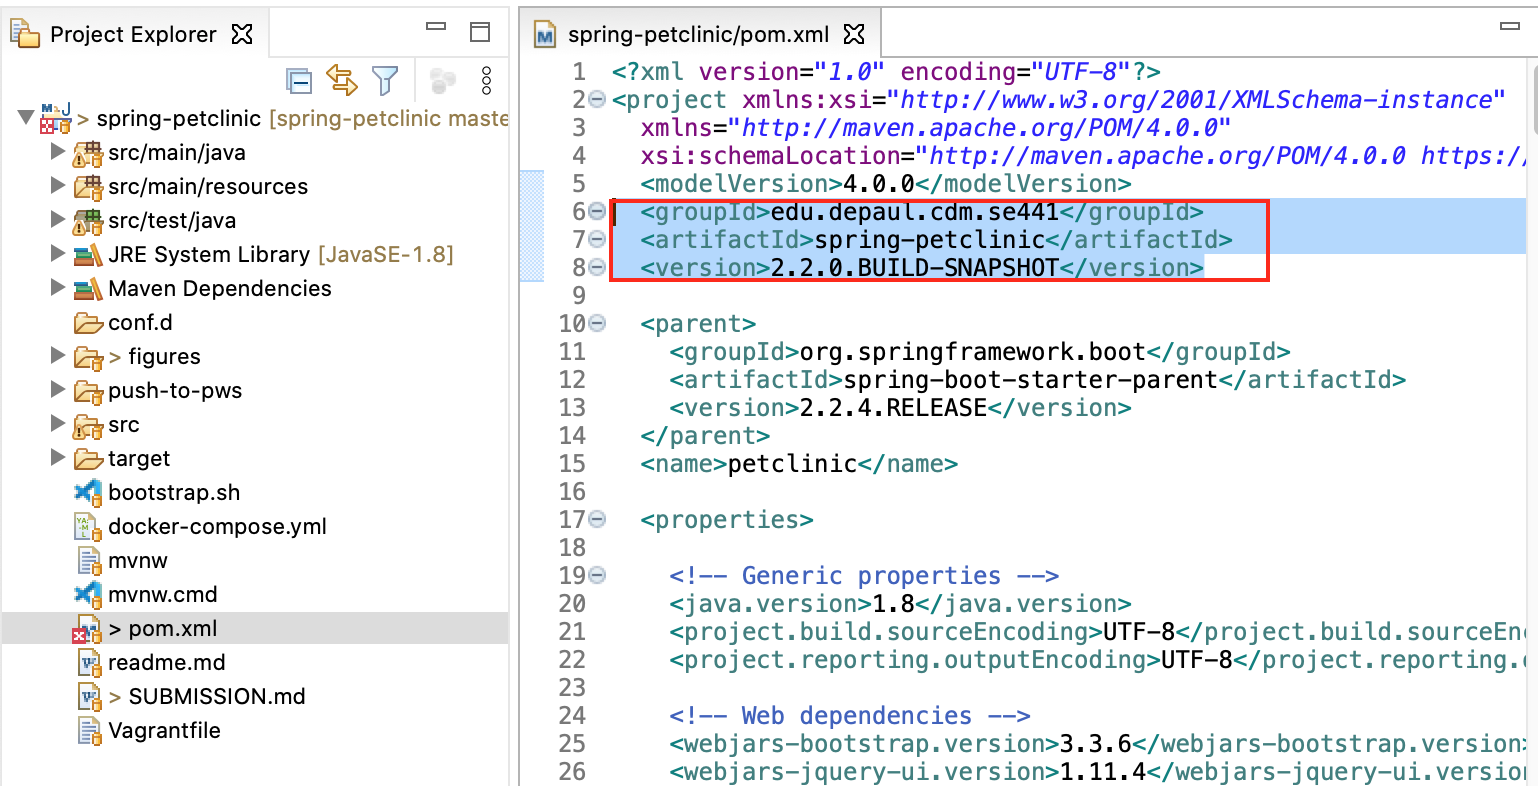 Project Explorer
> spring-petclinic [spring-petclinic maste
src/main/java
src/main/resources
src/test/java
JRE System Library [JavaSE-1.8]
Maven Dependencies
conf.d
> figures
push-to-pws
src
target
bootstrap.sh
docker-compose.yml
mvnw
mvnw.cmd
> pom.xml
readme.md
> SUBMISSION.md
Vagrantfile
spring-petclinic/pom.xml
1 <?xml version="1.0" encoding="UTF-8"?>
2 <project xmlns:xsi="http://www.w3.org/2001/XMLSchema-instance"
3 xmlns="http://maven.apache.org/POM/4.0.0"
4 xsi:schemaLocation="http://maven.apache.org/POM/4.0.0 https:/
5 <modelVersion>4.0.0</modelVersion>
6 <groupId>edu.depaul.cdm.se441</groupId>
7 <artifactId>spring-petclinic</artifactId>
8 <version>2.2.0.BUILD-SNAPSHOT</version>
9
10 <parent>
11 <groupId>org.springframework.boot</groupId>
12 <artifactId>spring-boot-starter-parent</artifactId>
13 <version>2.2.4.RELEASE</version>
14 </parent>
15 <name>petclinic</name>
16
17 <properties>
18
19 <!-- Generic properties -->
20 <java.version>1.8</java.version>
21 <project.build.sourceEncoding>UTF-8</project.build.sourceEn
22 <project.reporting.outputEncoding>UTF-8</project.reporting.
23
24 <!-- Web dependencies -->
25 <webjars-bootstrap.version>3.3.6</webjars-bootstrap.version>
26 <webjars-jquery-ui.version>1.11.4</webjars-jquery-ui.version